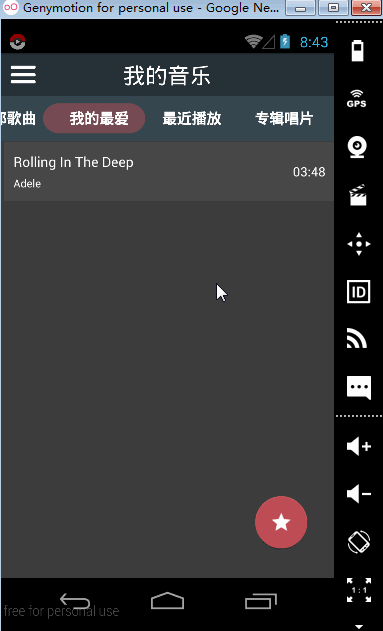 Genymotion for personal use - Google Ne...
8:43
我的音乐
部歌曲 我的最爱 最近播放 专辑唱片
Rolling In The Deep
03:48
Adele
GPS
ID
1:1
free for personal use